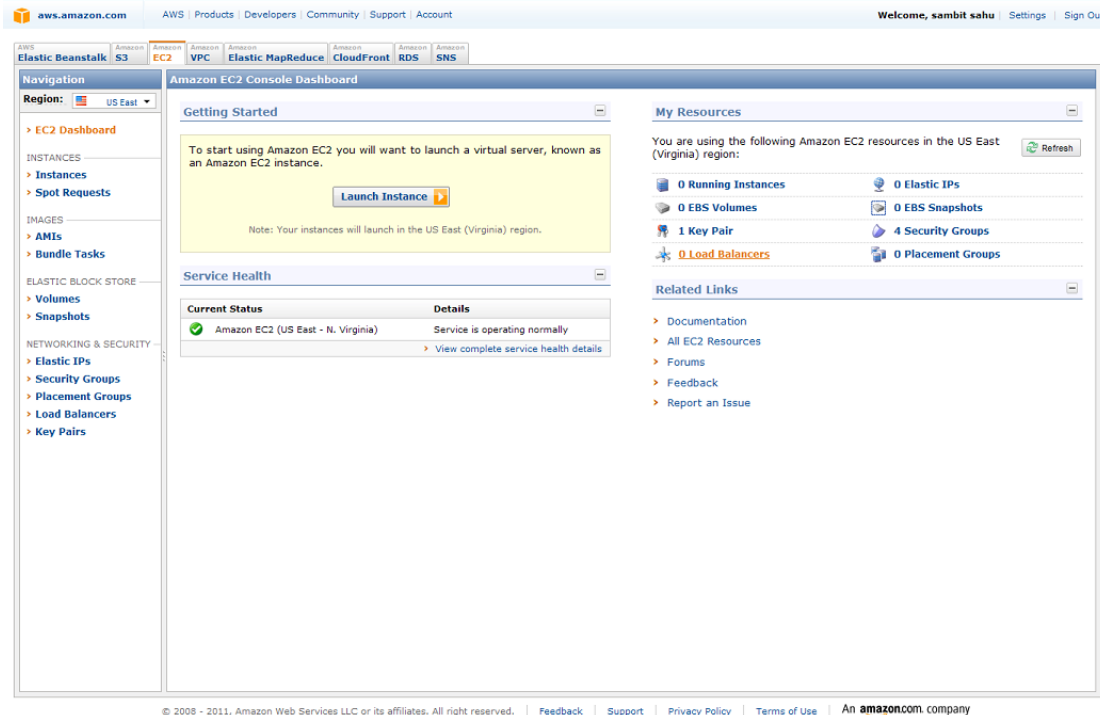 aws.amazon.com
AWS | Products | Developers | Community | Support | Account
Welcome, sambit sahu | Settings | Sign Ou
AWS
Elastic Beanstalk
Amazon
S3
Amazon
EC2
Amazon
VPC
Amazon
Elastic MapReduce
Amazon
CloudFront
Amazon
RDS
Amazon
SNS
Navigation
Region: US East
> EC2 Dashboard
INSTANCES
> Instances
> Spot Requests
IMAGES
> AMIs
> Bundle Tasks
ELASTIC BLOCK STORE
> Volumes
> Snapshots
NETWORKING & SECURITY
> Elastic IPs
> Security Groups
> Placement Groups
> Load Balancers
> Key Pairs
Amazon EC2 Console Dashboard
Getting Started
To start using Amazon EC2 you will want to launch a virtual server, known as
an Amazon EC2 instance.
Launch Instance
Note: Your instances will launch in the US East (Virginia) region.
Service Health
Current Status Details
Amazon EC2 (US East - N. Virginia) Service is operating normally
> View complete service health details
My Resources
You are using the following Amazon EC2 resources in the US East
(Virginia) region:
Refresh
0 Running Instances 0 Elastic IPs
0 EBS Volumes 0 EBS Snapshots
1 Key Pair 4 Security Groups
0 Load Balancers 0 Placement Groups
Related Links
> Documentation
> All EC2 Resources
> Forums
> Feedback
> Report an Issue
© 2008 - 2011, Amazon Web Services LLC or its affiliates. All right reserved. | Feedback | Support | Privacy Policy | Terms of Use | An amazon.com. company